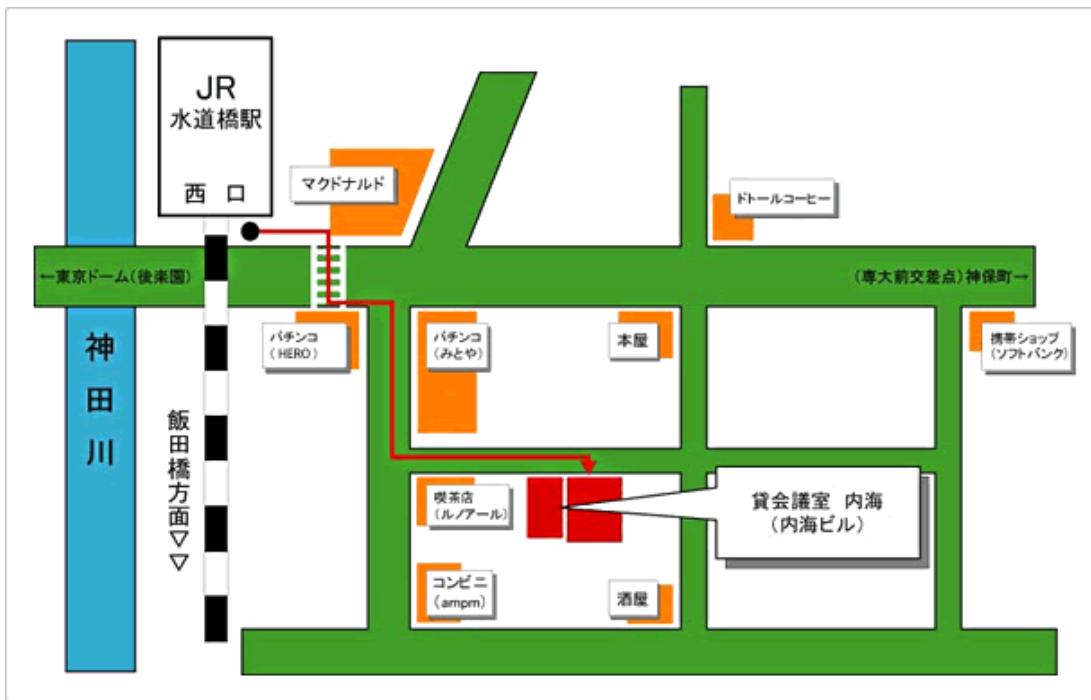 JR
水道橋駅
西 口
マクドナルド
ドトールコーヒー
←東京ドーム(後楽園)
(専大前交差点)神保町→
パチンコ
(HERO)
パチンコ
(みとや)
本屋
携帯ショップ
(ソフトバンク)
神田川
飯田橋方面▽▽
喫茶店
(ルノアール)
貸会議室 内海
(内海ビル)
コンビニ
(ampm)
酒屋